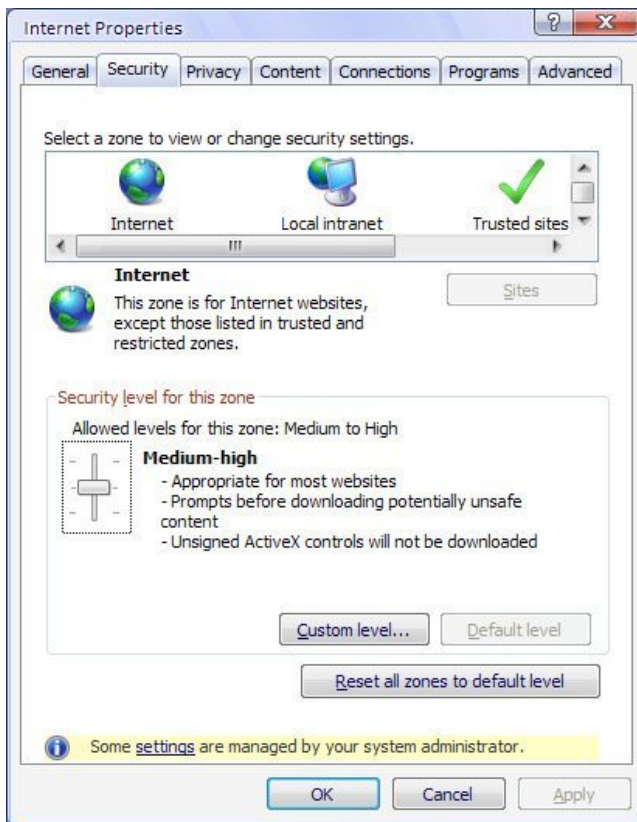 Internet Properties
General Security Privacy Content Connections Programs Advanced
Select a zone to view or change security settings.
Internet Local intranet Trusted sites
Internet
Sites
This zone is for Internet websites,
except those listed in trusted and
restricted zones.
Security level for this zone
Allowed levels for this zone: Medium to High
Medium-high
- Appropriate for most websites
- Prompts before downloading potentially unsafe
content
- Unsigned ActiveX controls will not be downloaded
Custom level... Default level
Reset all zones to default level
Some settings are managed by your system administrator.
OK Cancel Apply